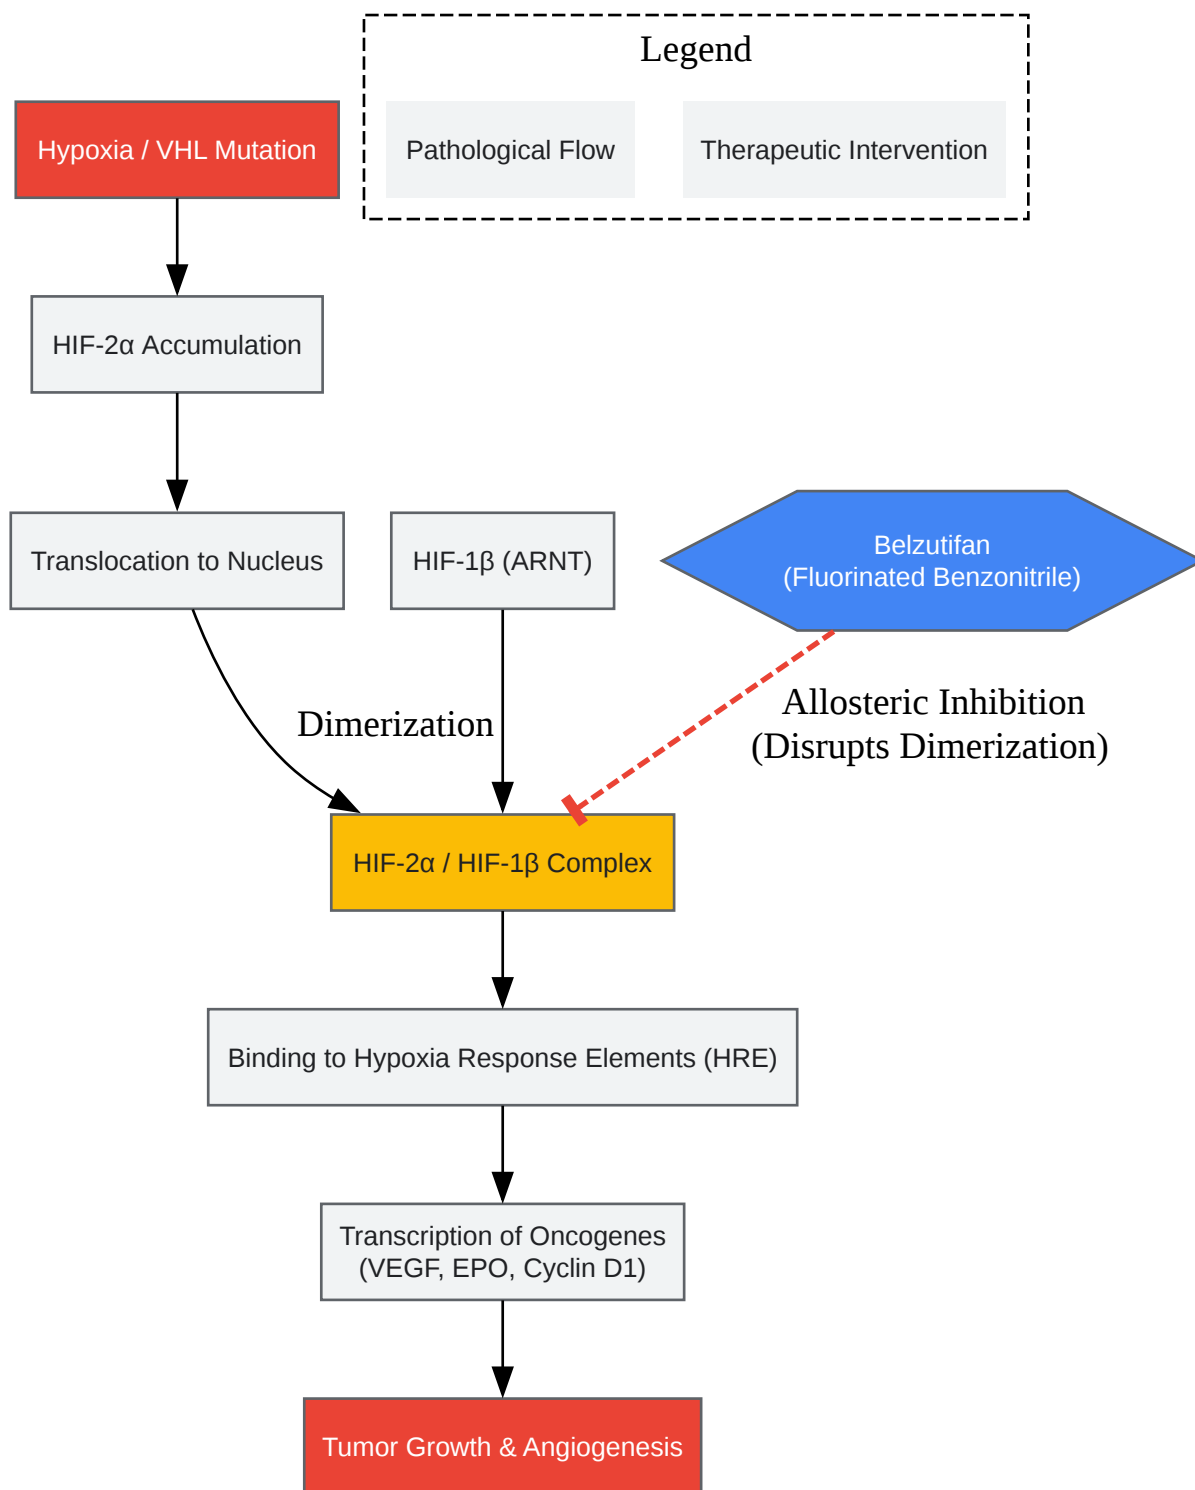 Legend
Hypoxia / VHL Mutation
Pathological Flow
Therapeutic Intervention
HIF-2α Accumulation
Translocation to Nucleus
HIF-1β (ARNT)
Belzutifan
(Fluorinated Benzonitrile)
Dimerization
Allosteric Inhibition
(Disrupts Dimerization)
HIF-2α / HIF-1β Complex
Binding to Hypoxia Response Elements (HRE)
Transcription of Oncogenes
(VEGF, EPO, Cyclin D1)
Tumor Growth & Angiogenesis